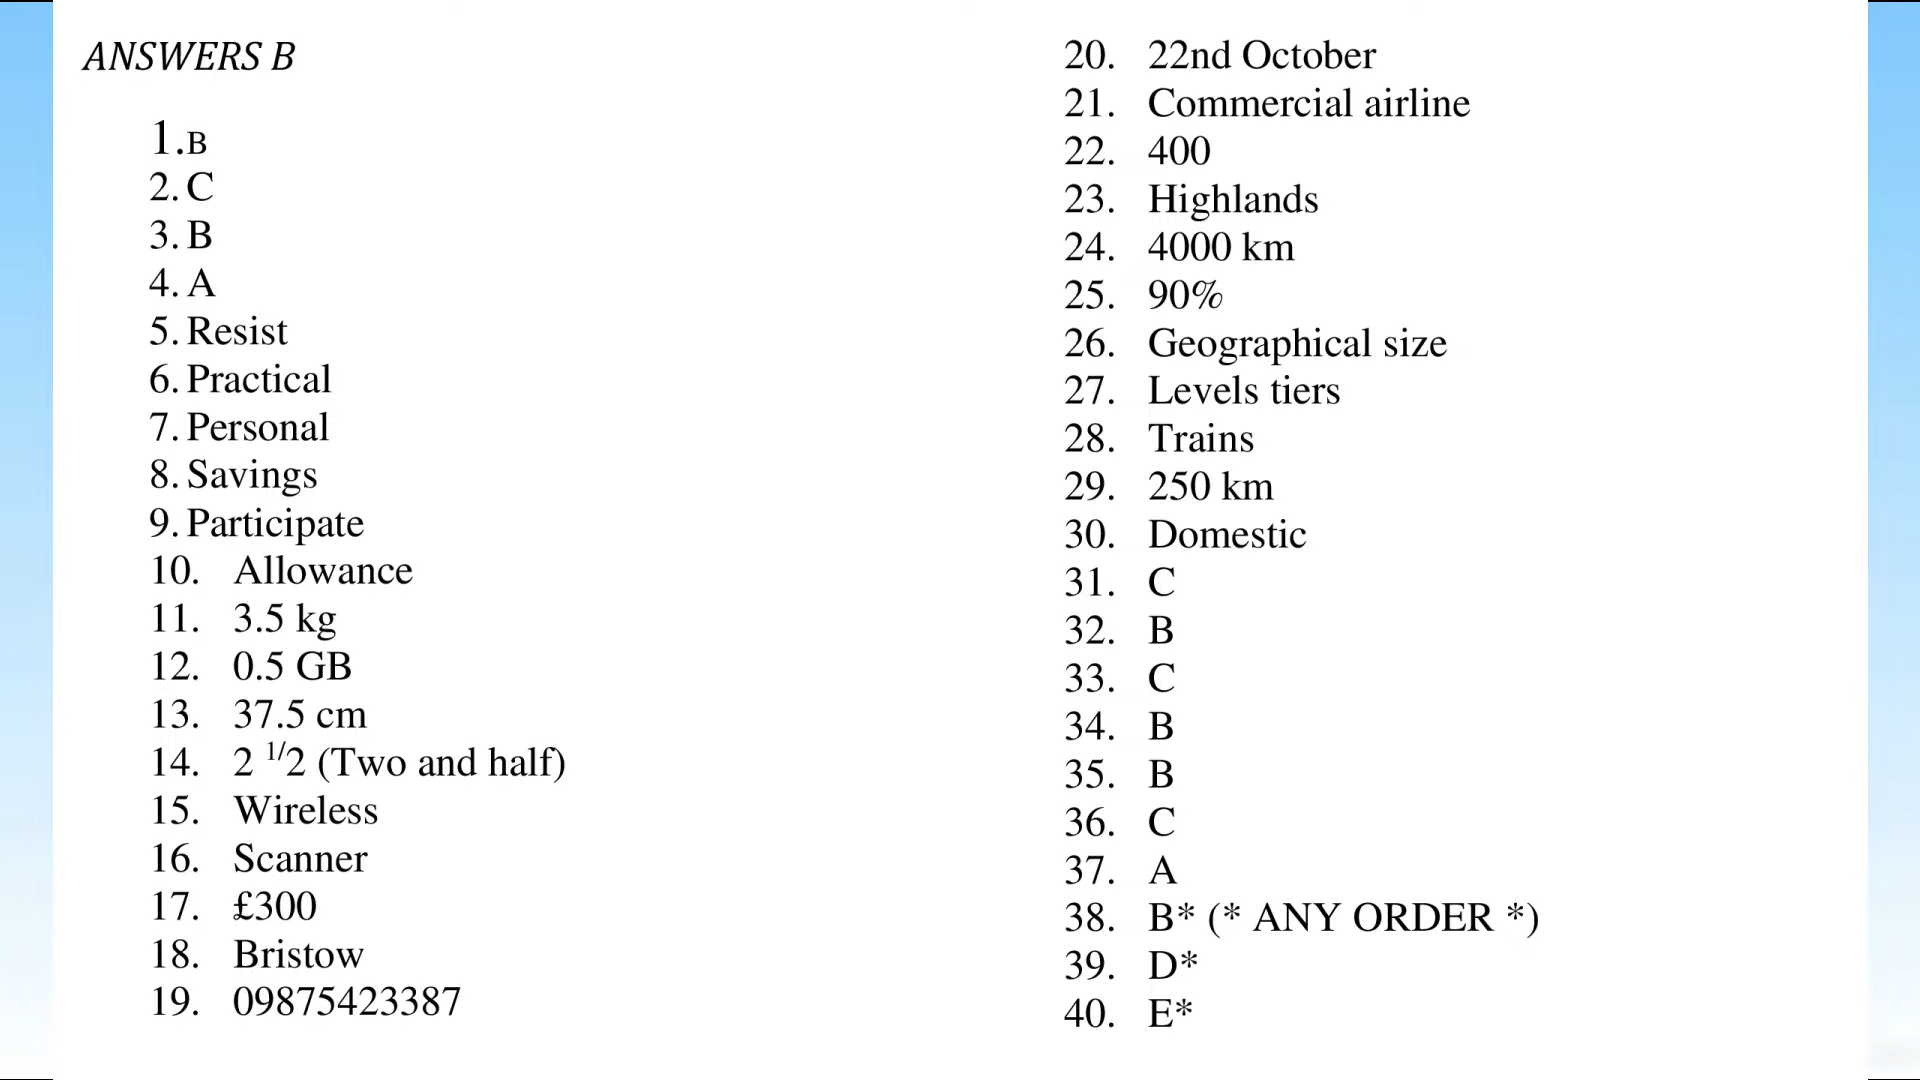 ANSWERS B
1.B
2. C
3. B
4. A
5. Resist
6. Practical
7. Personal
8. Savings
9. Participate
10. Allowance
11. 3.5 kg
12. 0.5 GB
13. 37.5 cm
14. 2 1/2 (Two and half)
15. Wireless
16. Scanner
17. £300
18. Bristow
19. 09875423387
20. 22nd October
21. Commercial airline
22. 400
23. Highlands
24. 4000 km
25. 90%
26. Geographical size
27. Levels tiers
28. Trains
29. 250 km
30. Domestic
31. C
32. B
33. C
34. B
35. B
36. C
37. A
38. B* (* ANY ORDER *)
39. D*
40. E*